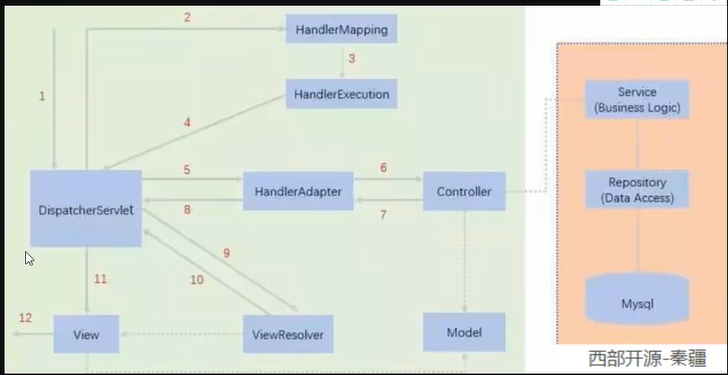 2
HandlerMapping
3
1
HandlerExecution
4
Service
(Business Logic)
5
6
DispatcherServlet
HandlerAdapter
Controller
Repository
(Data Access)
8
7
9
10
11
12
View
ViewResolver
Model
Mysql
西部开源-秦疆